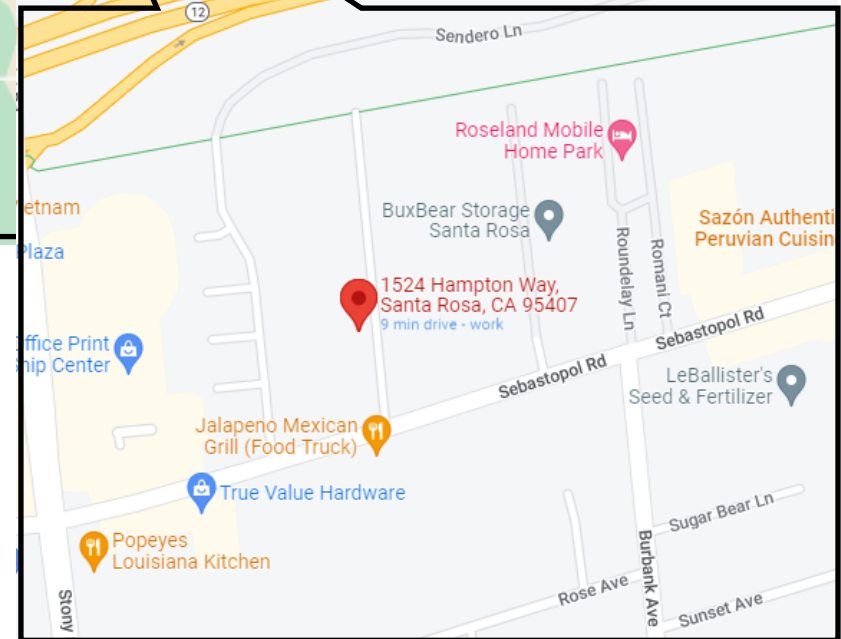 12
Sendero Ln
Roseland Mobile
Home Park
etnam
Plaza
BuxBear Storage
Santa Rosa
Sazón Authenti
Peruvian Cuisin
Roundelay Ln
Romani Ct
1524 Hampton Way,
Santa Rosa, CA 95407
9 min drive - work
Sebastopol Rd
Sebastopol Rd
ffice Print
hip Center
LeBallister's
Seed & Fertilizer
Jalapeno Mexican
Grill (Food Truck)
True Value Hardware
Sugar Bear Ln
Popeyes
Louisiana Kitchen
Burbank Ave
Rose Ave
Sunset Ave
Stony